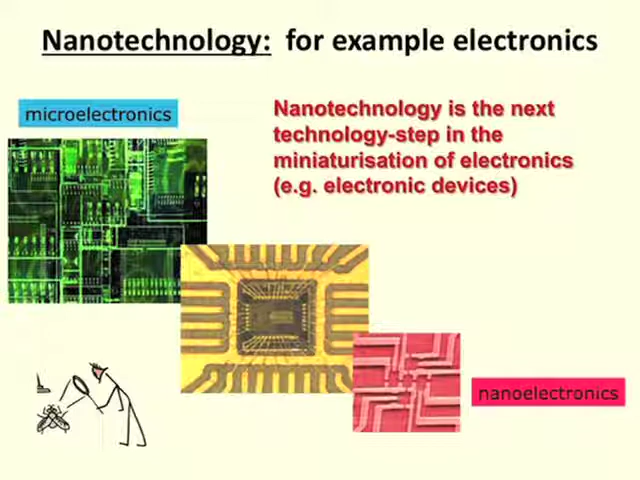 Nanotechnology: for example electronics
microelectronics
Nanotechnology is the next
technology-step in the
miniaturisation of electronics
(e.g. electronic devices)
nanoelectronics